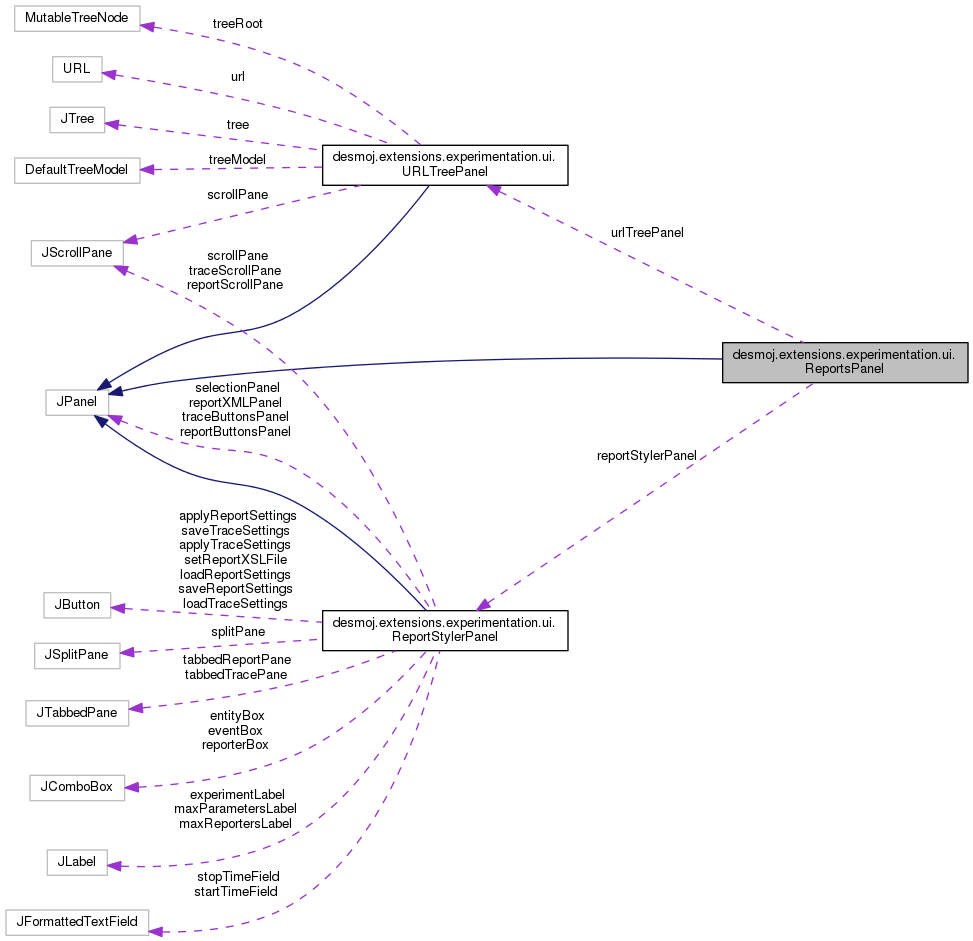 MutableTreeNode
treeRoot
URL
url
JTree
tree
desmoj.extensions.experimentation.ui.
URLTreePanel
DefaultTreeModel
treeModel
scrollPane
urlTreePanel
JScrollPane
scrollPane
traceScrollPane
reportScrollPane
desmoj.extensions.experimentation.ui.
ReportsPanel
JPanel
selectionPanel
reportXMLPanel
traceButtonsPanel
reportButtonsPanel
reportStylerPanel
applyReportSettings
saveTraceSettings
applyTraceSettings
setReportXSLFile
loadReportSettings
saveReportSettings
loadTraceSettings
JButton
desmoj.extensions.experimentation.ui.
ReportStylerPanel
splitPane
JSplitPane
tabbedReportPane
tabbedTracePane
JTabbedPane
entityBox
eventBox
reporterBox
JComboBox
experimentLabel
maxParametersLabel
maxReportersLabel
JLabel
stopTimeField
startTimeField
JFormattedTextField